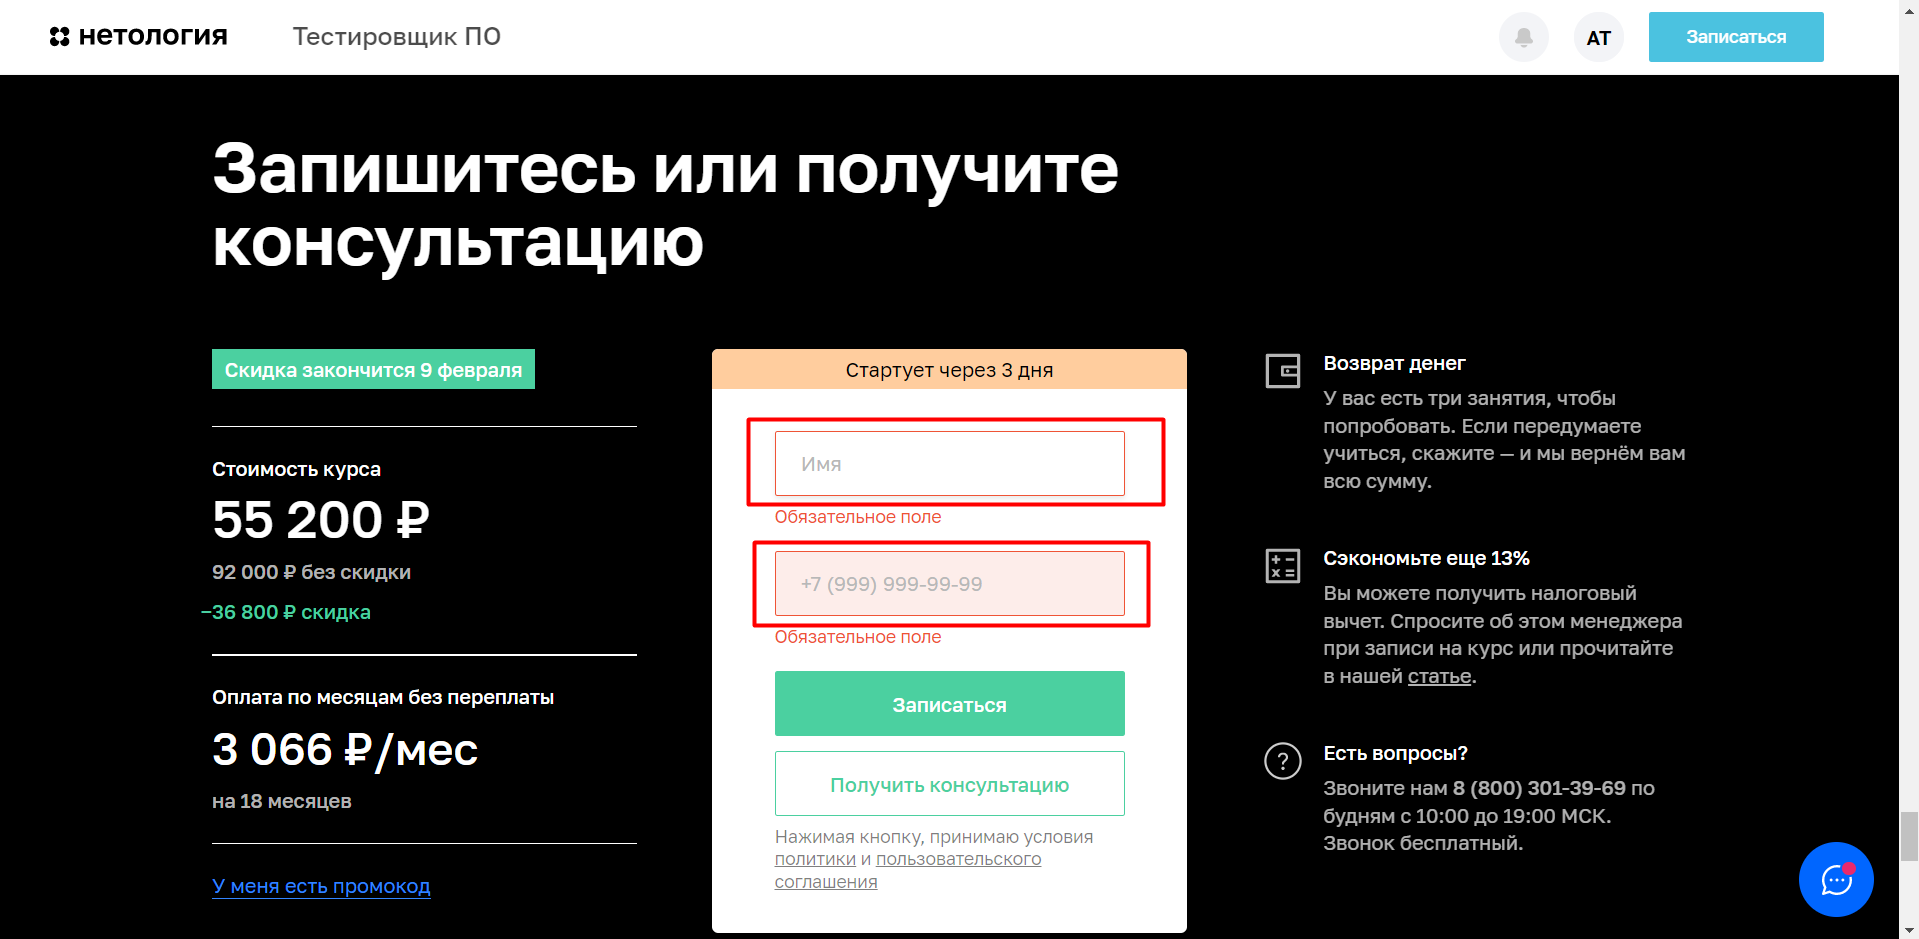 нетология
Тестировщик ПО
АТ
Записаться
Запишитесь или получите
консультацию
Скидка закончится 9 февраля
Стоимость курса
55 200 ₽
92 000 ₽ без скидки
−36 800 ₽ скидка
Оплата по месяцам без переплаты
3 066 ₽/мес
на 18 месяцев
У меня есть промокод
Стартует через 3 дня
Имя
Обязательное поле
+7 (999) 999-99-99
Обязательное поле
Записаться
Получить консультацию
Нажимая кнопку, принимаю условия
политики и пользовательского
соглашения
Возврат денег
У вас есть три занятия, чтобы
попробовать. Если передумаете
учиться, скажите — и мы вернём вам
всю сумму.
Сэкономьте еще 13%
Вы можете получить налоговый
вычет. Спросите об этом менеджера
при записи на курс или прочитайте
в нашей статье.
Есть вопросы?
Звоните нам 8 (800) 301-39-69 по
будням с 10:00 до 19:00 МСК.
Звонок бесплатный.